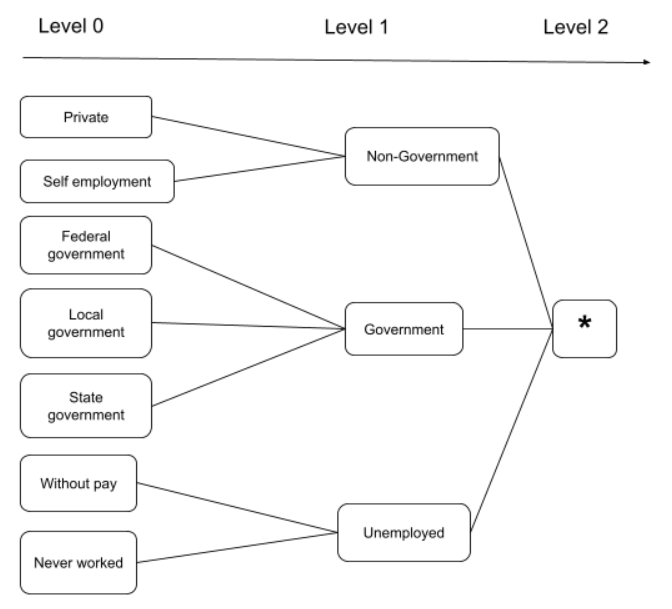 Level 0
Level 1
Level 2
Private
Self employment
Non-Government
Federal
government
Local
government
State
government
Government
*
Without pay
Never worked
Unemployed